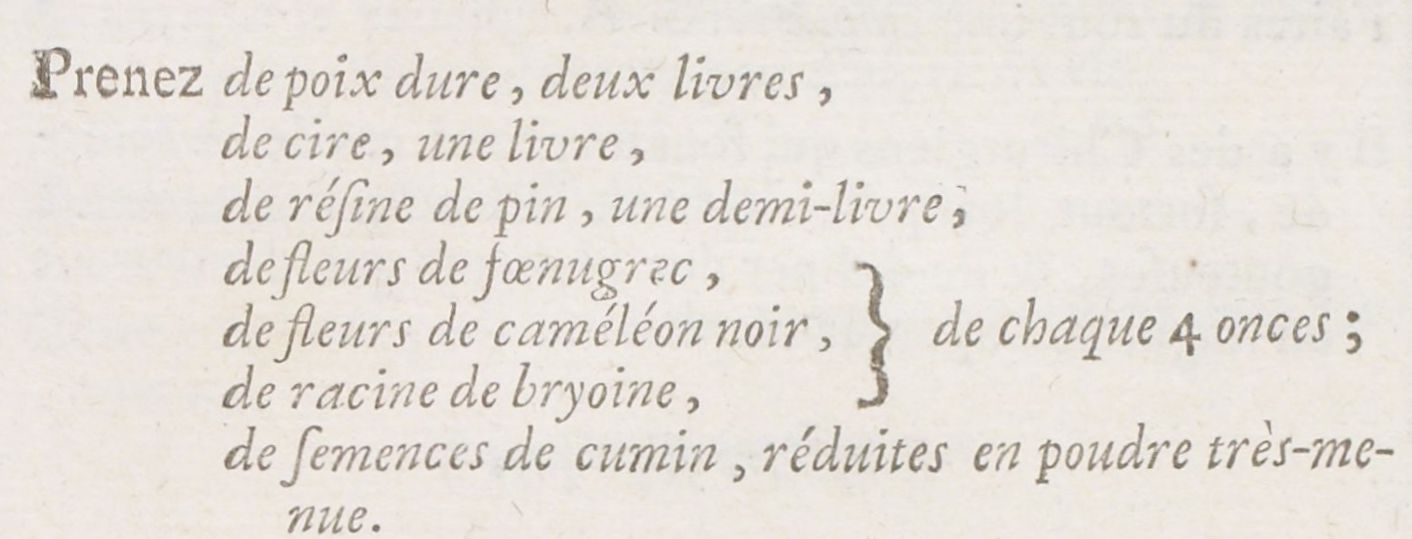 Prenez de poix dure, deux livres,
de cire, une livre,
de réſine de pin, une demi-livre,
de fleurs de fœnugrec,
de fleurs de caméléon noir, } de chaque 4 onces;
de racine de bryoine,
de ſemences de cumin, réduites en poudre très-me-
nue.